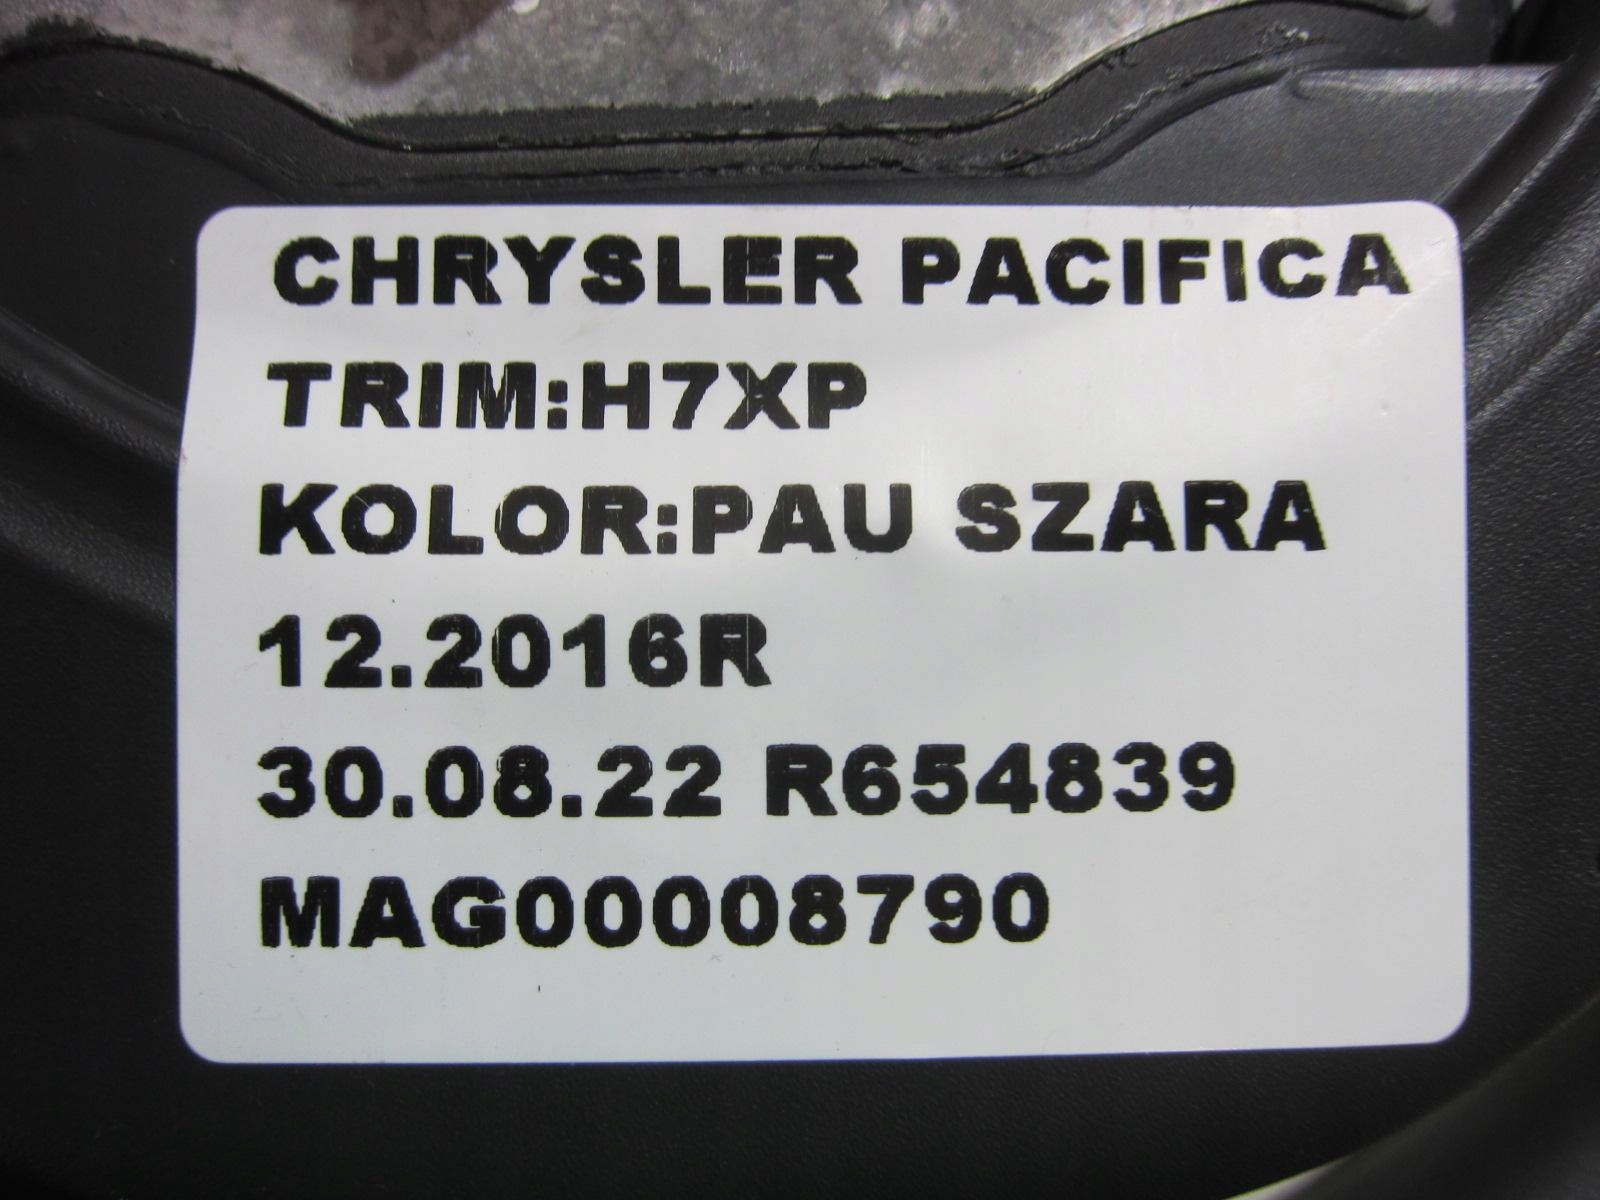 CHRYSLER PACIFICA
TRIM:H7XP
KOLOR:PAU SZARA
12.2016R
30.08.22 R654839
MAG00008790